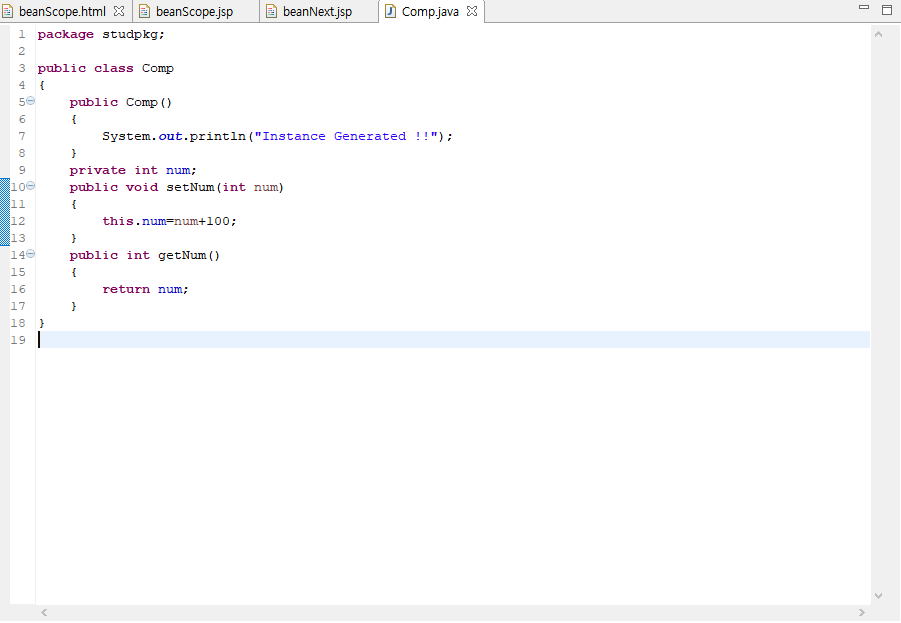 beanScope.html beanScope.jsp beanNext.jsp Comp.java
1 package studpkg;
2
3 public class Comp
4 {
5 public Comp()
6 {
7 System.out.println("Instance Generated !!");
8 }
9 private int num;
10 public void setNum(int num)
11 {
12 this.num=num+100;
13 }
14 public int getNum()
15 {
16 return num;
17 }
18 }
19